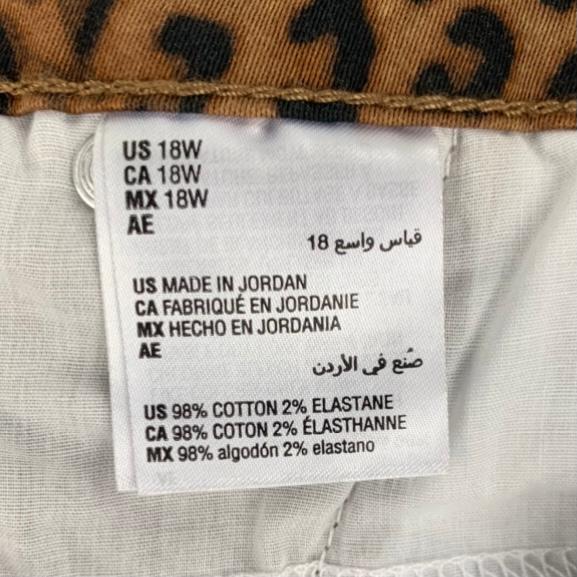 US 18W
CA 18W
MX 18W
AE
قياس واسع 18
US MADE IN JORDAN
CA FABRIQUÉ EN JORDANIE
MX HECHO EN JORDANIA
AE
صُنع في الأردن
US 98% COTTON 2% ELASTANE
CA 98% COTON 2% ÉLASTHANNE
MX 98% algodón 2% elastano